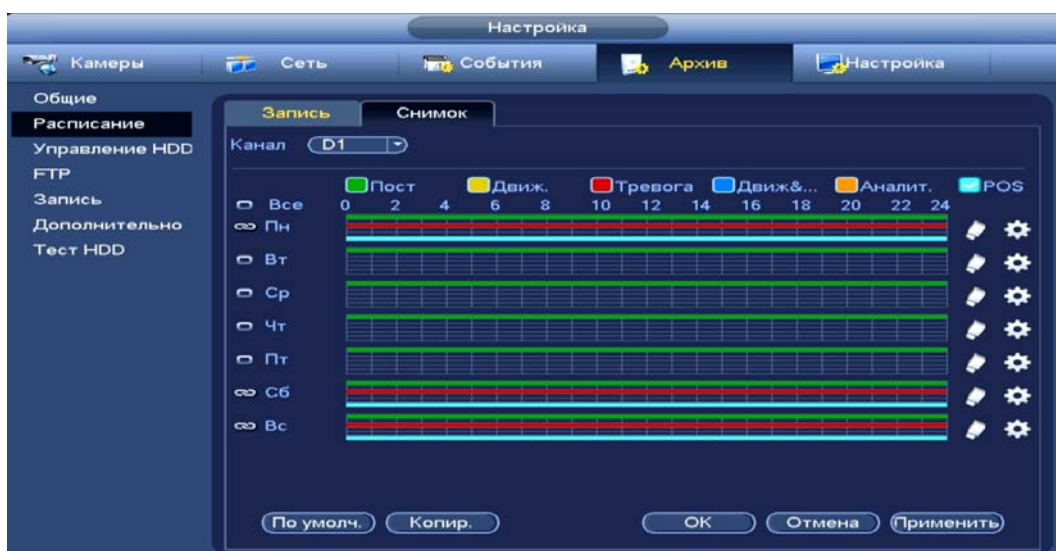 Настройка
Камеры Сеть События Архив Настройка
Общие
Расписание
Управление HDD
FTP
Запись
Дополнительно
Тест HDD
Запись Снимок
Канал D1
Пост Движ. Тревога Движ&... Аналит. POS
Все 0 2 4 6 8 10 12 14 16 18 20 22 24
Пн
Вт
Ср
Чт
Пт
Сб
Вс
По умолч. Копир. OK Отмена Применить